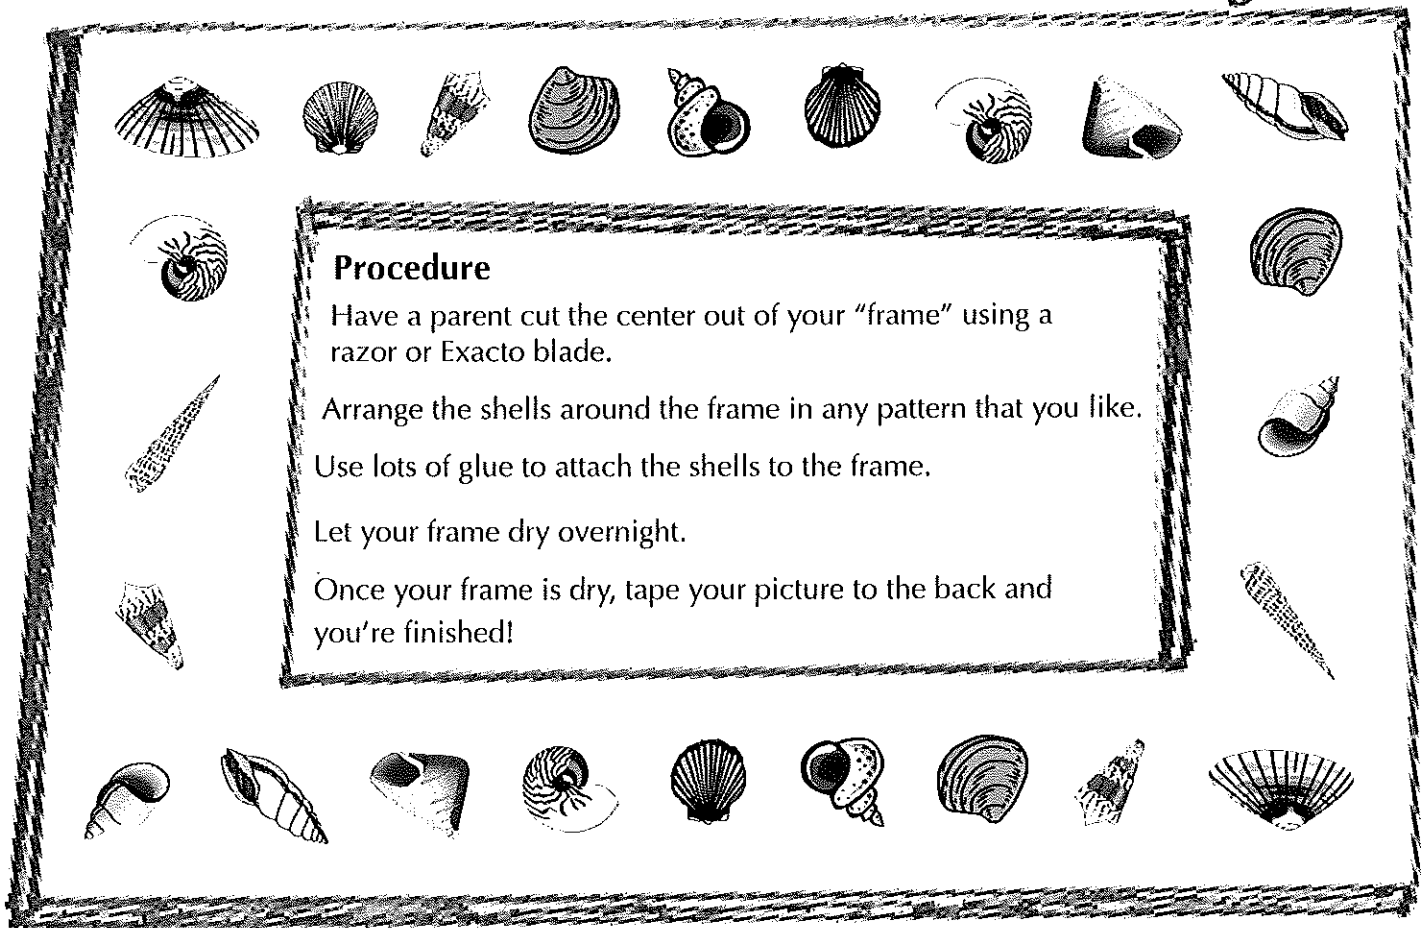 Procedure
Have a parent cut the center out of your “frame” using a
razor or Exacto blade.
Arrange the shells around the frame in any pattern that you like.
Use lots of glue to attach the shells to the frame.
Let your frame dry overnight.
Once your frame is dry, tape your picture to the back and
you’re finished!